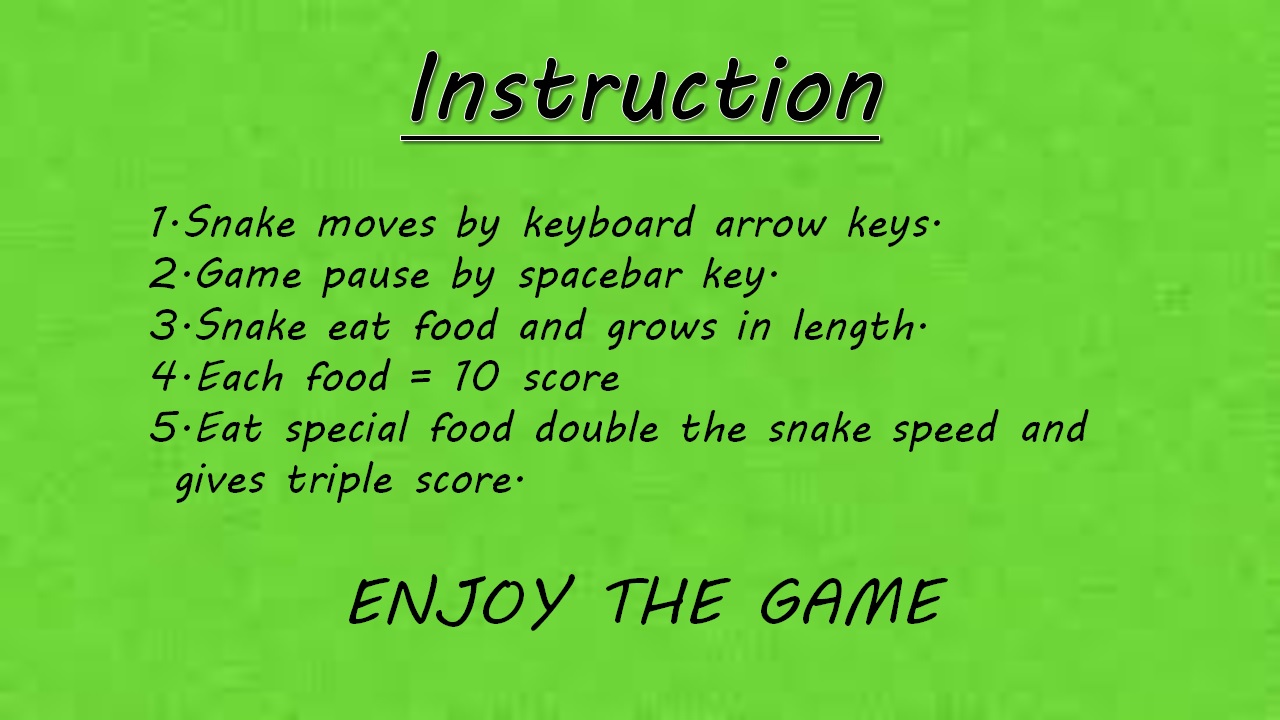 Instruction
1.Snake moves by keyboard arrow keys.
2.Game pause by spacebar key.
3.Snake eat food and grows in length.
4.Each food = 10 score
5.Eat special food double the snake speed and
gives triple score.
ENJOY THE GAME